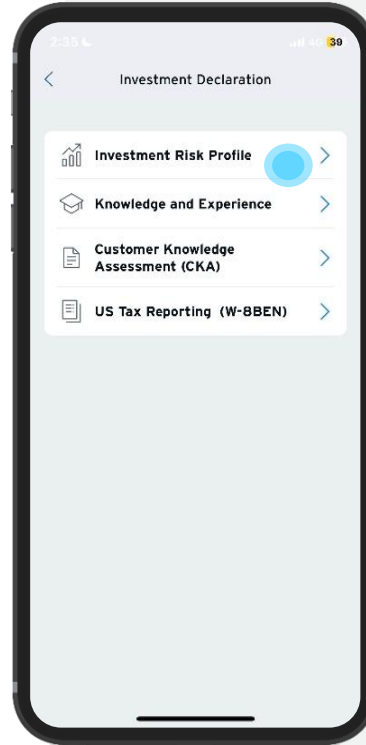 2:35
4G 39
Investment Declaration
Investment Risk Profile
Knowledge and Experience
Customer Knowledge
Assessment (CKA)
US Tax Reporting (W-8BEN)